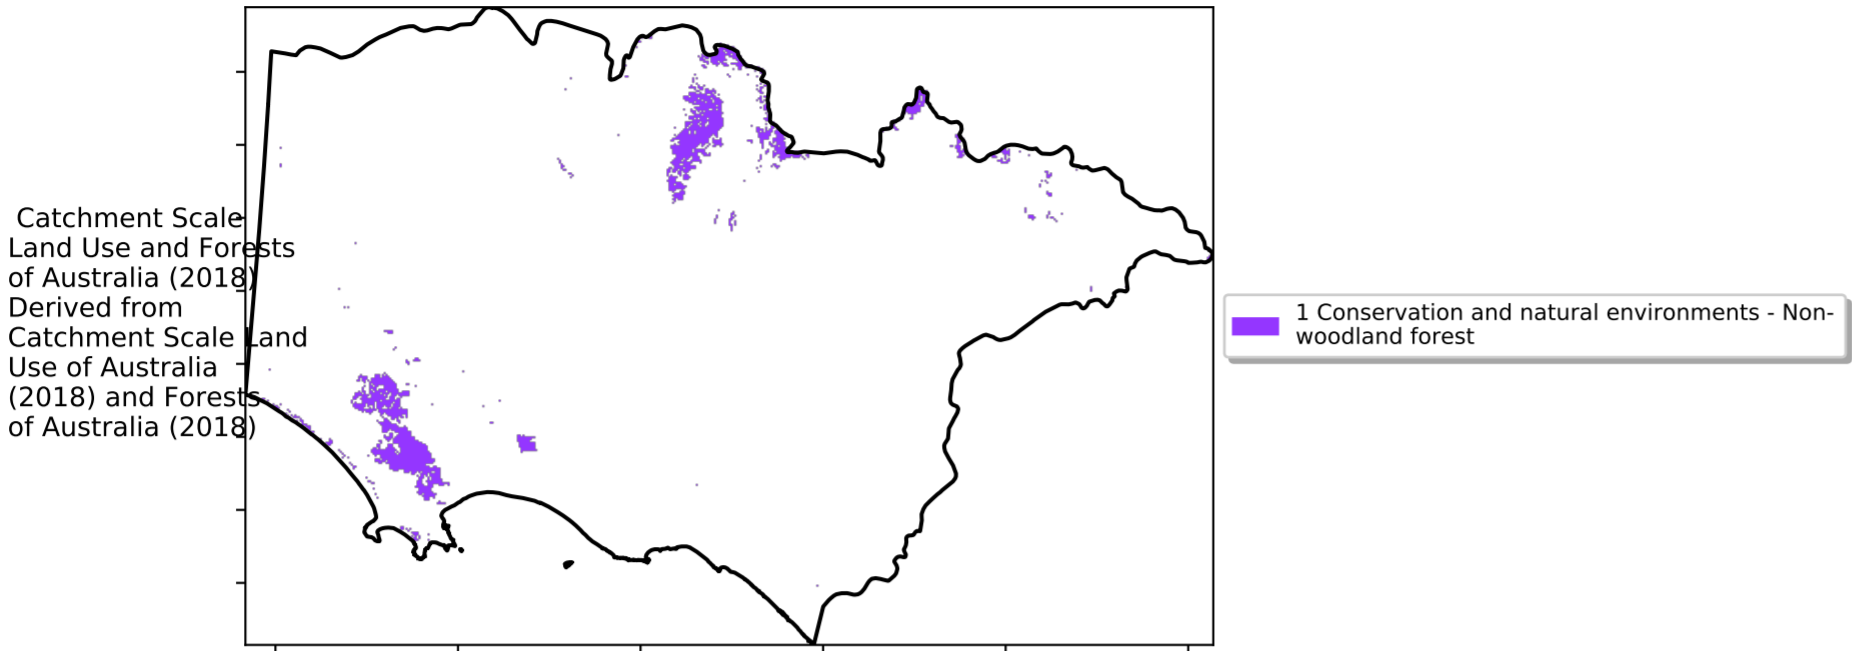 Catchment Scale
Land Use and Forests
of Australia (2018)
Derived from
Catchment Scale Land
Use of Australia
(2018) and Forests
of Australia (2018)
1 Conservation and natural environments - Non-
woodland forest